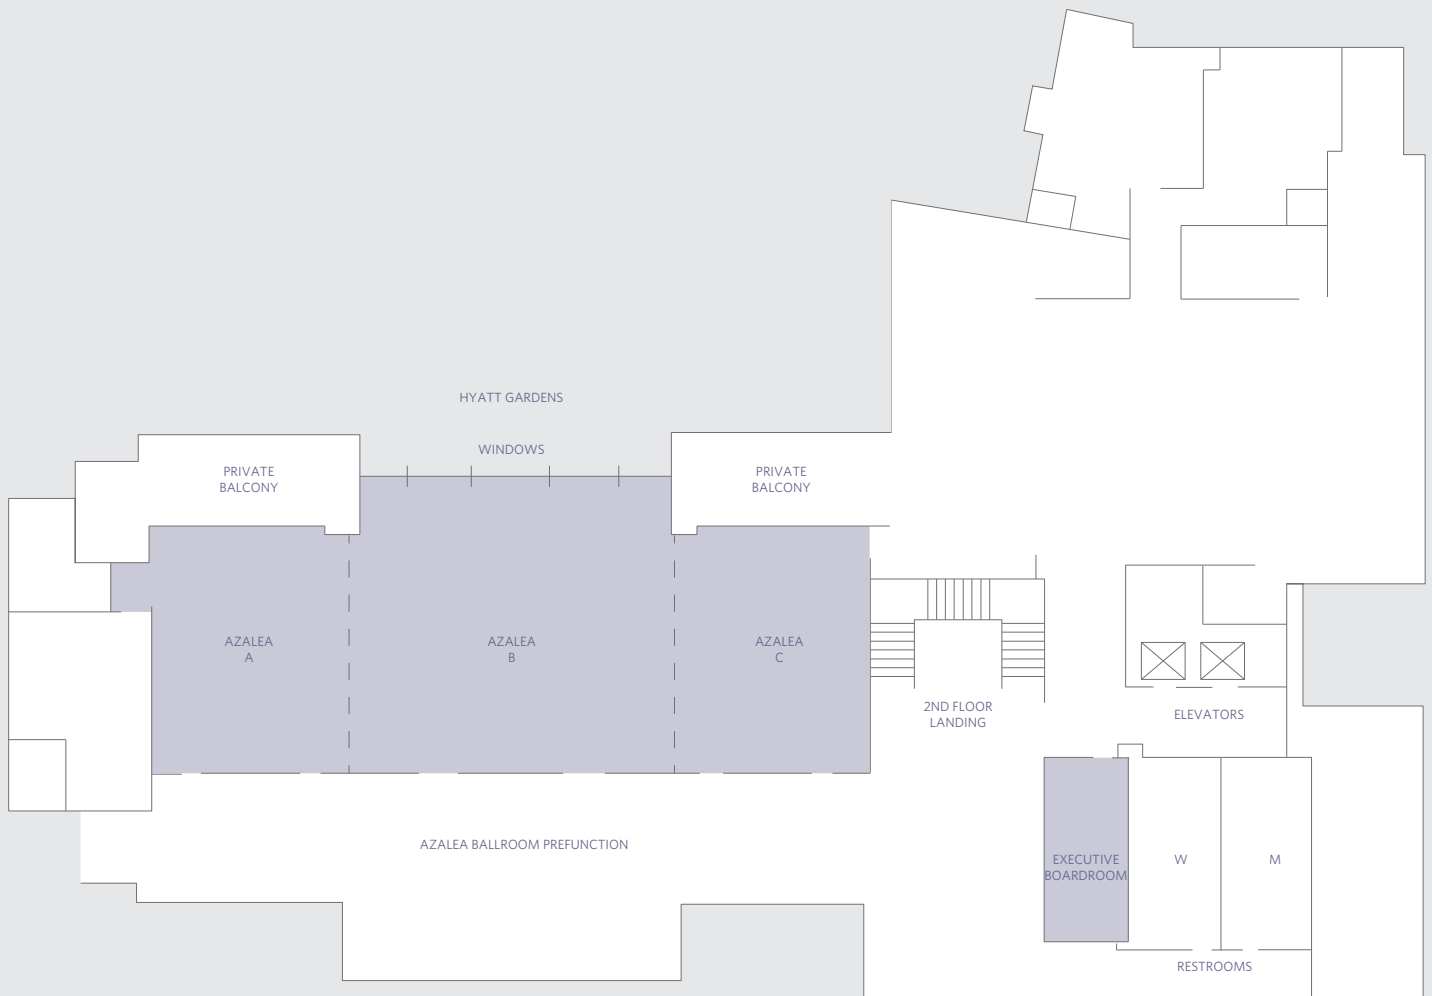 HYATT GARDENS
WINDOWS
PRIVATE
BALCONY
PRIVATE
BALCONY
AZALEA
A
AZALEA
B
AZALEA
C
2ND FLOOR
LANDING
ELEVATORS
AZALEA BALLROOM PREFUNCTION
EXECUTIVE
BOARDROOM
W
M
RESTROOMS